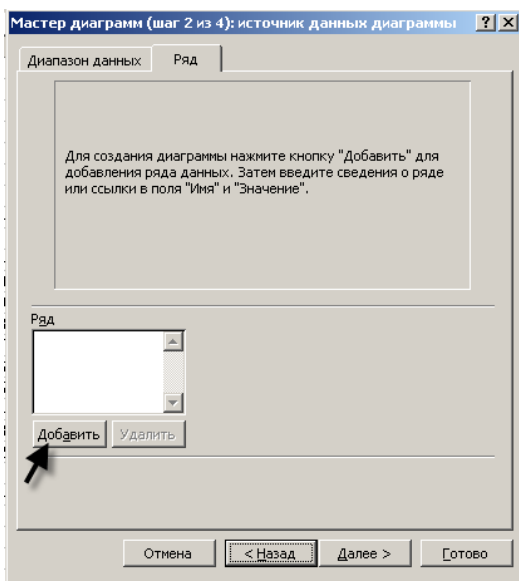 Мастер диаграмм (шаг 2 из 4): источник данных диаграммы
Диапазон данных
Ряд
Для создания диаграммы нажмите кнопку "Добавить" для
добавления ряда данных. Затем введите сведения о ряде
или ссылки в поля "Имя" и "Значение".
Ряд
Добавить
Удалить
Отмена
< Назад
Далее >
Готово